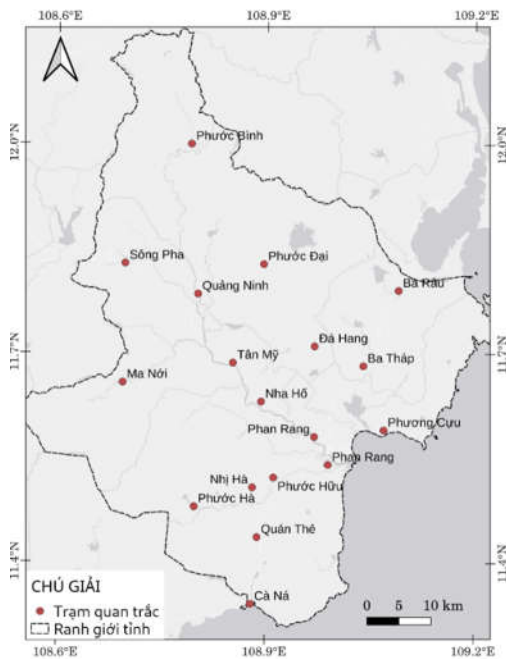 108.6°E 108.9°E 109.2°E
12.0°N 12.0°N
Phước Bình
Sông Pha
Phước Đại
Quảng Ninh
Bà Râu
11.7°N 11.7°N
Đá Hang
Tân Mỹ
Ba Tháp
Ma Nới
Nha Hố
Phan Rang
Phương Cựu
Phan Rang
Nhị Hà
Phước Hữu
Phước Hà
Quán Thẻ
11.4°N 11.4°N
CHÚ GIẢI
Trạm quan trắc
Ranh giới tỉnh
Cà Ná
0 5 10 km
108.6°E 108.9°E 109.2°E